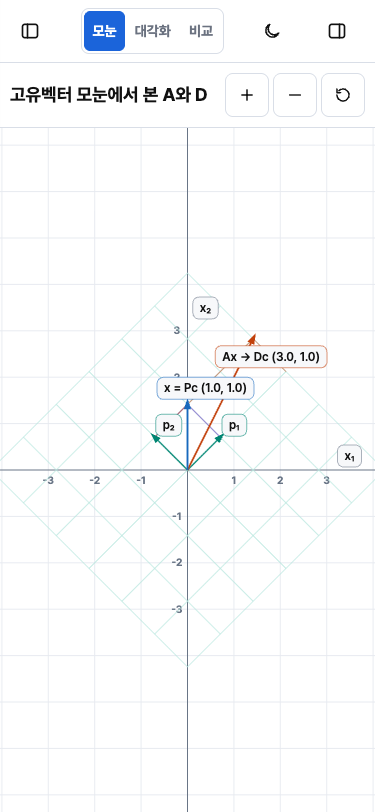 모눈 대각화 비교
고유벡터 모눈에서 본 A와 D
x₂
3
Ax → Dc (3.0, 1.0)
2
x = Pc (1.0, 1.0)
p₂ p₁
x₁
-3 -2 -1 1 2 3
-1
-2
-3